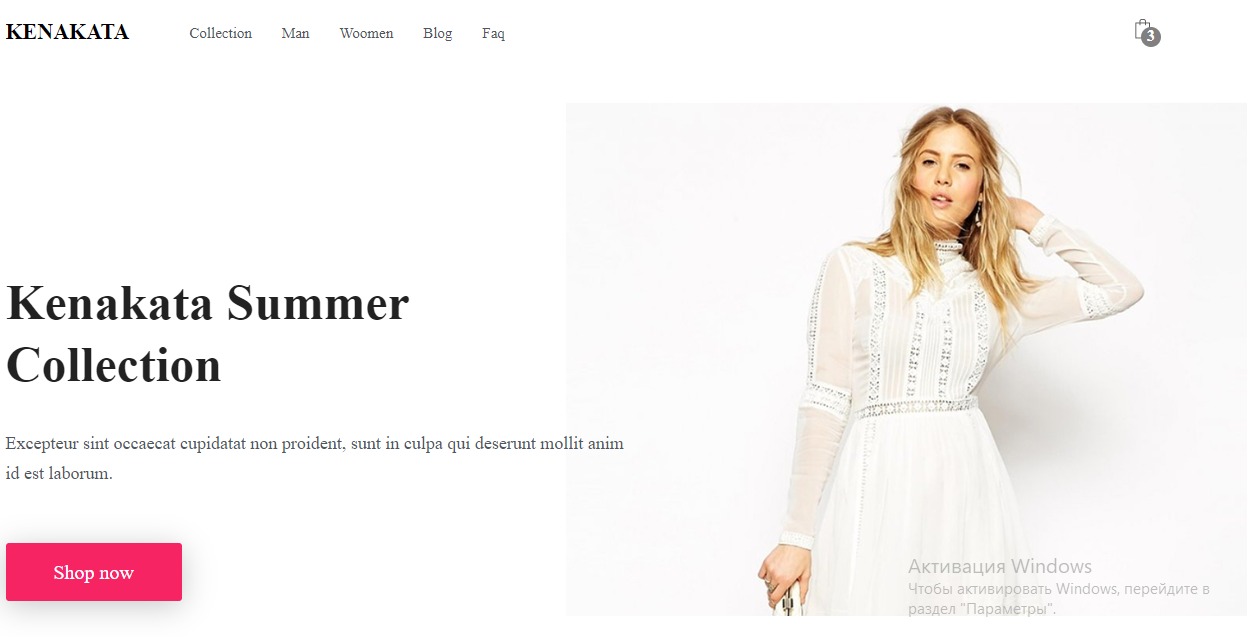 KENAKATA Collection Man Woomen Blog Faq 3
Kenakata Summer
Collection
Excepteur sint occaecat cupidatat non proident, sunt in culpa qui deserunt mollit anim
id est laborum.
Shop now
Активация Windows
Чтобы активировать Windows, перейдите в
раздел "Параметры".